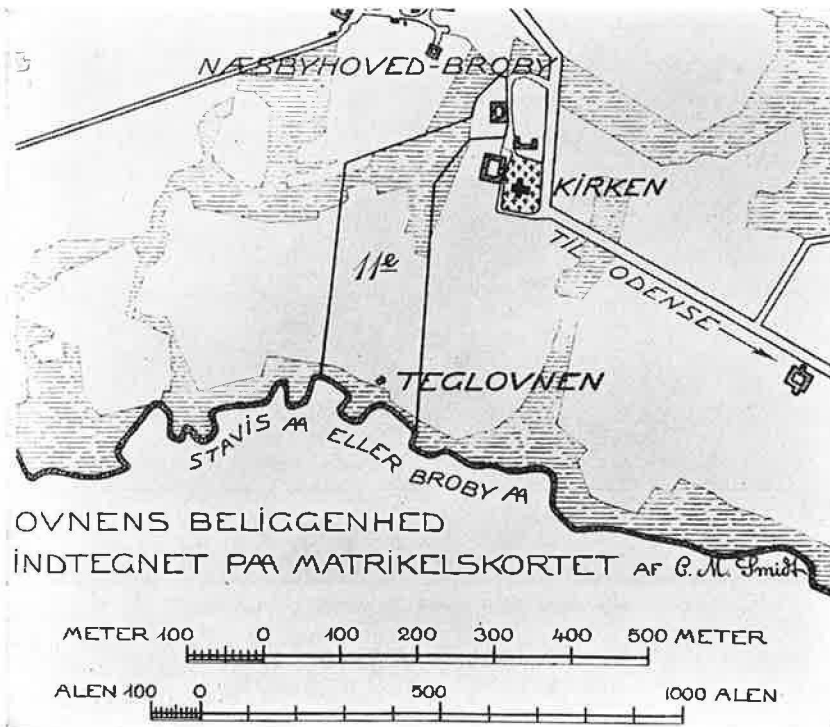 NÆSBYHOVED-BROBY
KIRKEN
11e
TIL ODENSE
TEGLOVNEN
STAVIS AA ELLER BROBY AA
OVNENS BELIGGENHED
INDTEGNET PAA MATRIKELSKORTET AF C. M. Smidt
METER 100 0 100 200 300 400 500 METER
ALEN 100 0 500 1000 ALEN